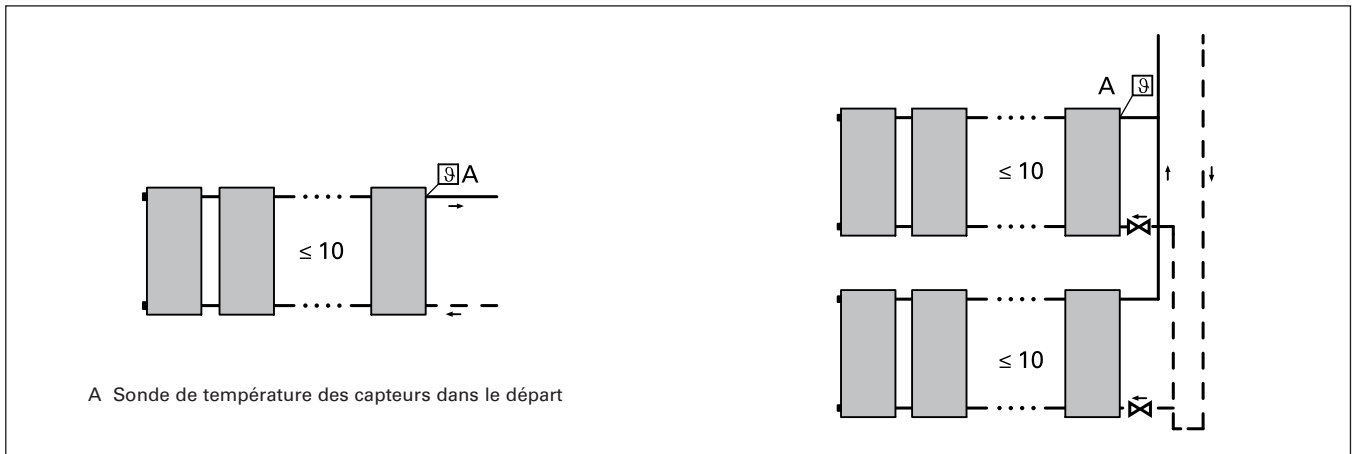 ϑ A
≤ 10
A Sonde de température des capteurs dans le départ
A ϑ
≤ 10
≤ 10